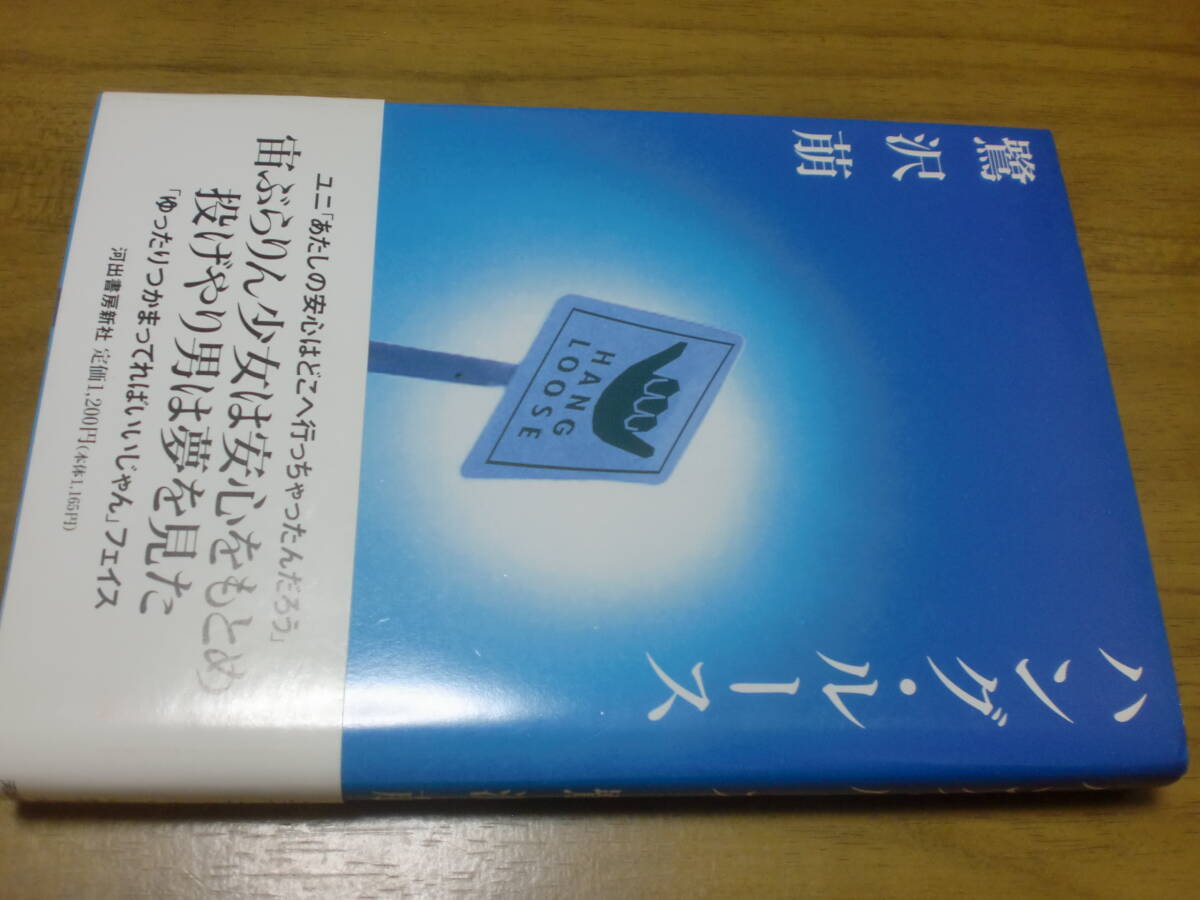 ハング・ルース
鷺沢萠
HANG
LOOSE
ユニ「あたしの安心はどこへ行っちゃったんだろう」
宙ぶらりん少女は安心をもとめ
投げやり男は夢を見た
「ゆったりつかまってればいいじゃん」フェイス
河出書房新社 定価1,200円(本体1,165円)